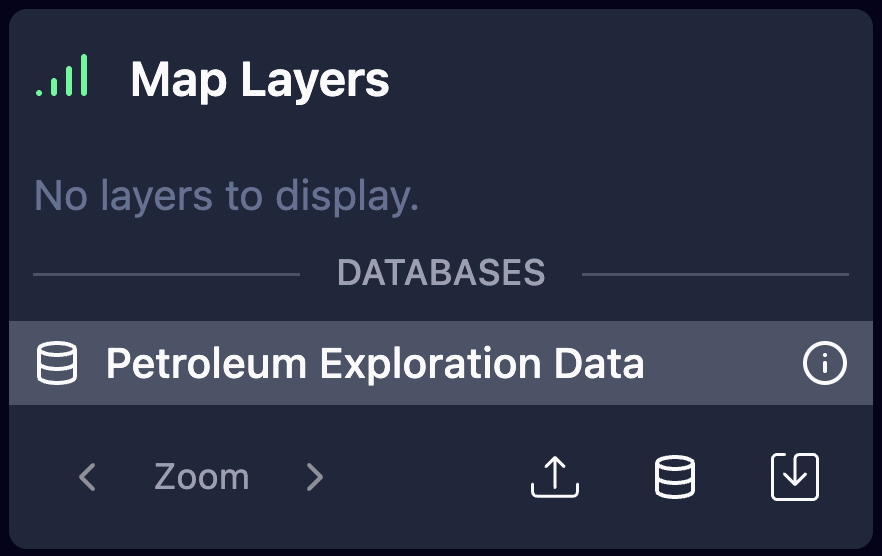 Map Layers
No layers to display.
DATABASES
Petroleum Exploration Data
Zoom